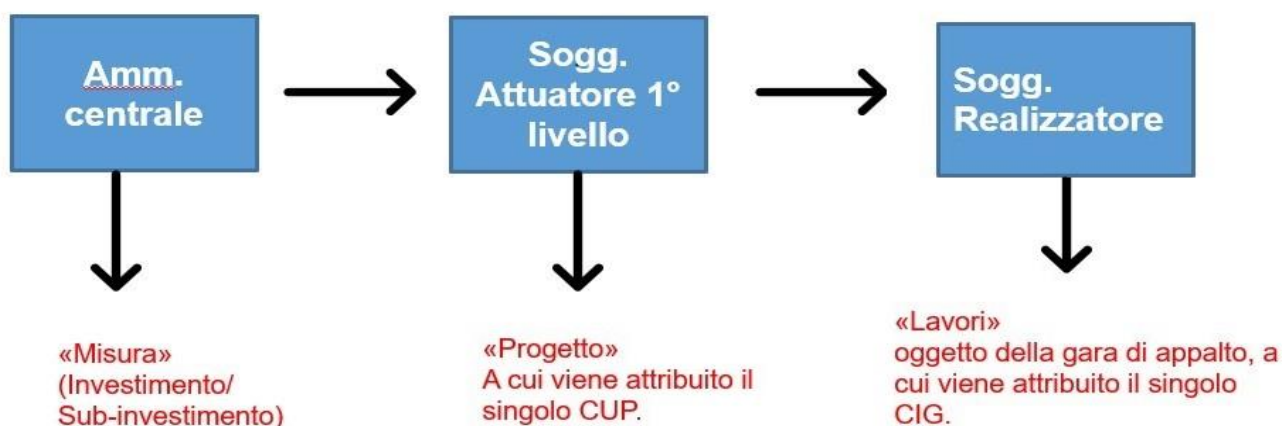 Amm.
centrale
Sogg.
Attuatore 1°
livello
Sogg.
Realizzatore
«Misura»
(Investimento/
Sub-investimento)
«Progetto»
A cui viene attribuito il
singolo CUP.
«Lavori»
oggetto della gara di appalto, a
cui viene attribuito il singolo
CIG.